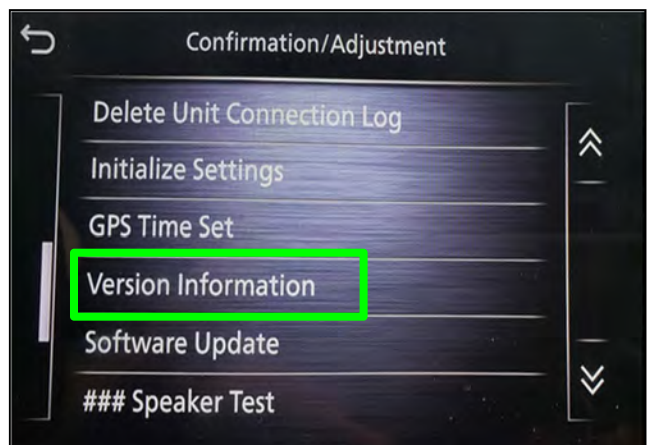 Confirmation/Adjustment
Delete Unit Connection Log
Initialize Settings
GPS Time Set
Version Information
Software Update
### Speaker Test